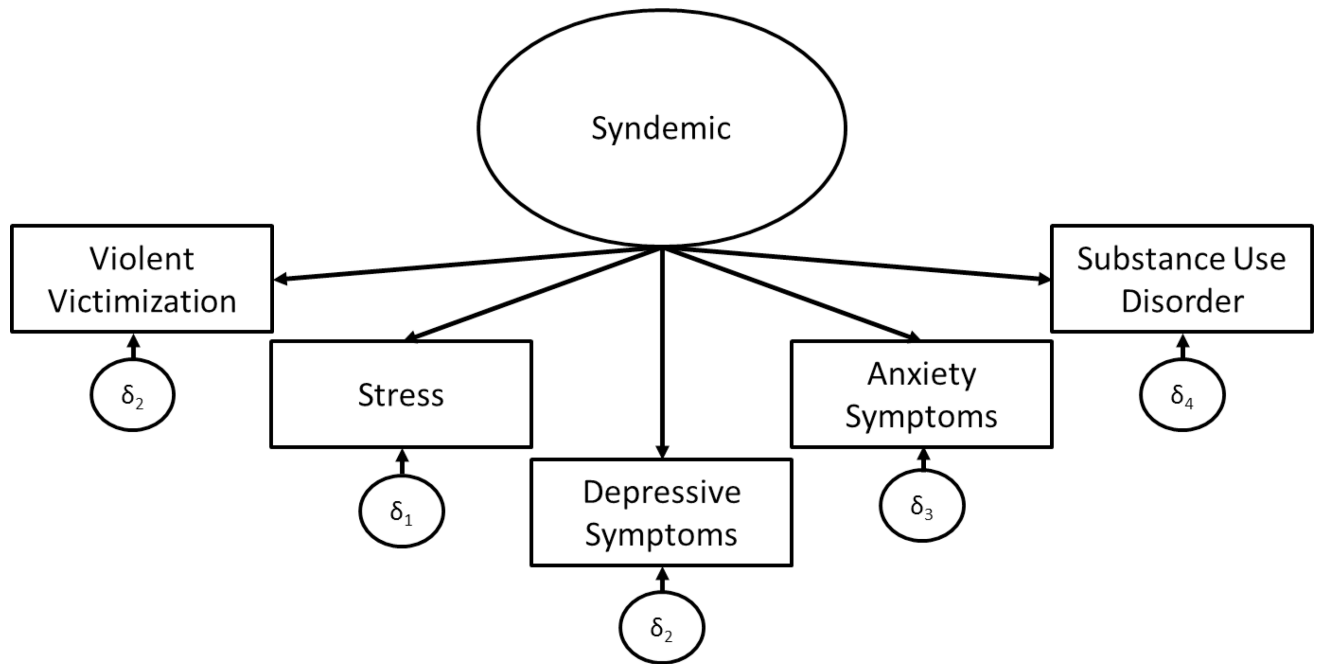 Syndemic
Violent
Victimization
Substance Use
Disorder
Stress
Anxiety
Symptoms
Depressive
Symptoms
δ₂
δ₁
δ₂
δ₃
δ₄